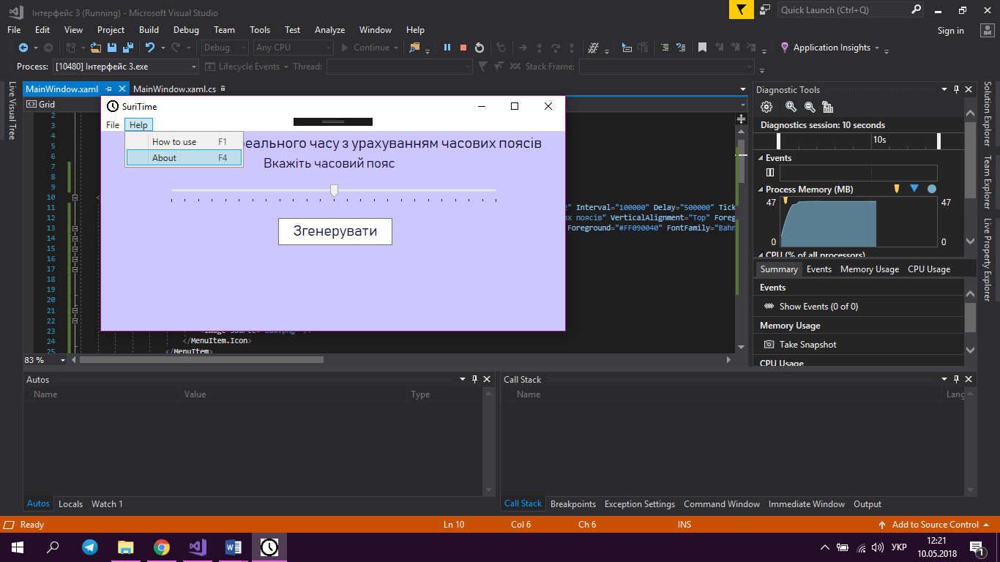 Інтерфейс 3 (Running) - Microsoft Visual Studio
Quick Launch (Ctrl+Q)
File Edit View Project Build Debug Team Tools Test Analyze Window Help
Sign in
Debug Any CPU Continue Application Insights
Process: [10480] Інтерфейс 3.exe Lifecycle Events Thread: Stack Frame:
Live Visual Tree
MainWindow.xaml MainWindow.xaml.cs
Grid
SuriTime
File Help
How to use F1
About F4
реального часу з урахуванням часових поясів
Вкажіть часовий пояс
Згенерувати
2
3
4
5
6
7
8
9
10 <
11 Interval="100000" Delay="500000" Tick
12 поясів" VerticalAlignment="Top" Foreg
13 Foreground="#FF090040" FontFamily="Bahn
14
15
16
17
18
19
20
21
22
23
24 </MenuItem.Icon>
25 </MenuItem>
83 %
Diagnostic Tools
Diagnostics session: 10 seconds
10s
Events
Process Memory (MB)
47 47
0 0
CPU (% of all processors)
Summary Events Memory Usage CPU Usage
Events
Show Events (0 of 0)
Memory Usage
Take Snapshot
CPU Usage
Solution Explorer
Team Explorer
Live Property Explorer
Autos
Name Value Type
Autos Locals Watch 1
Call Stack
Name Lang
Call Stack Breakpoints Exception Settings Command Window Immediate Window Output
Ready Ln 10 Col 6 Ch 6 INS Add to Source Control
W УКР 12:21
10.05.2018 1